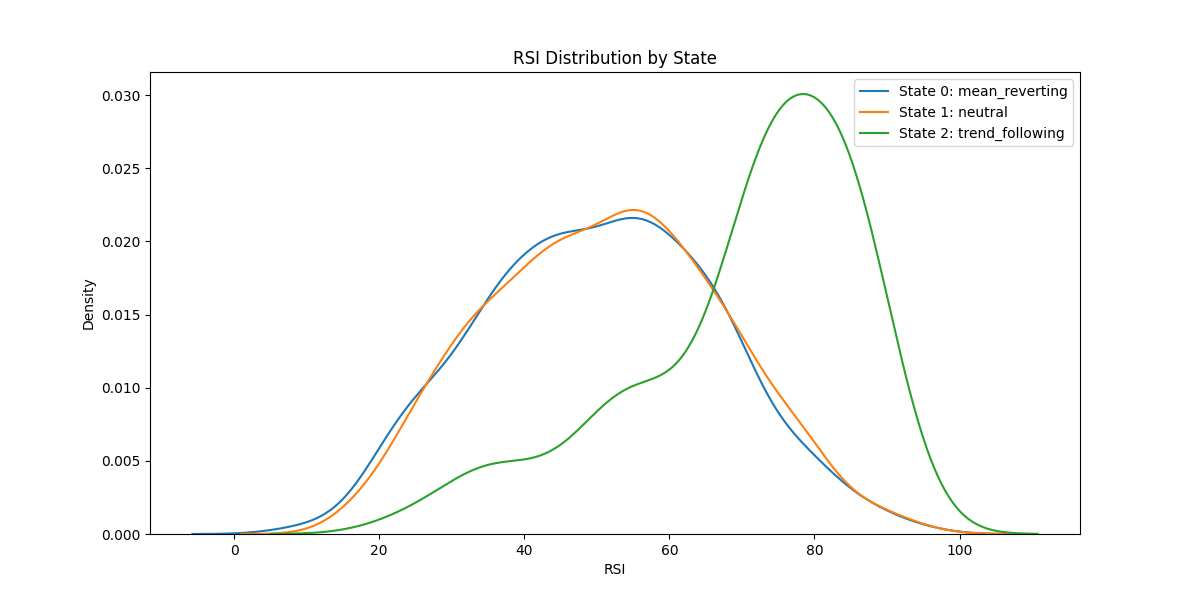 RSI Distribution by State
State 0: mean_reverting
State 1: neutral
State 2: trend_following
Density
0.030
0.025
0.020
0.015
0.010
0.005
0.000
0 20 40 60 80 100
RSI